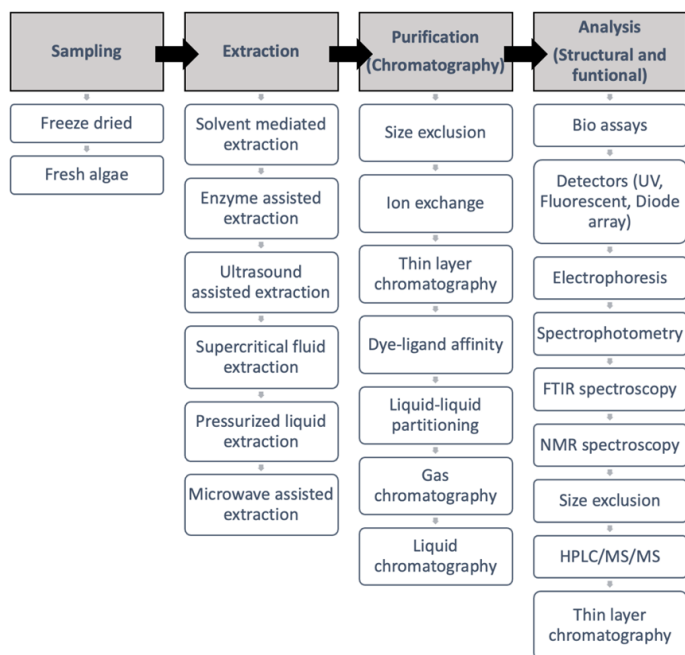 Sampling
Freeze dried
Fresh algae
Extraction
Solvent mediated
extraction
Enzyme assisted
extraction
Ultrasound
assisted extraction
Supercritical fluid
extraction
Pressurized liquid
extraction
Microwave assisted
extraction
Purification
(Chromatography)
Size exclusion
Ion exchange
Thin layer
chromatography
Dye-ligand affinity
Liquid-liquid
partitioning
Gas
chromatography
Liquid
chromatography
Analysis
(Structural and
funtional)
Bio assays
Detectors (UV,
Fluorescent, Diode
array)
Electrophoresis
Spectrophotometry
FTIR spectroscopy
NMR spectroscopy
Size exclusion
HPLC/MS/MS
Thin layer
chromatography